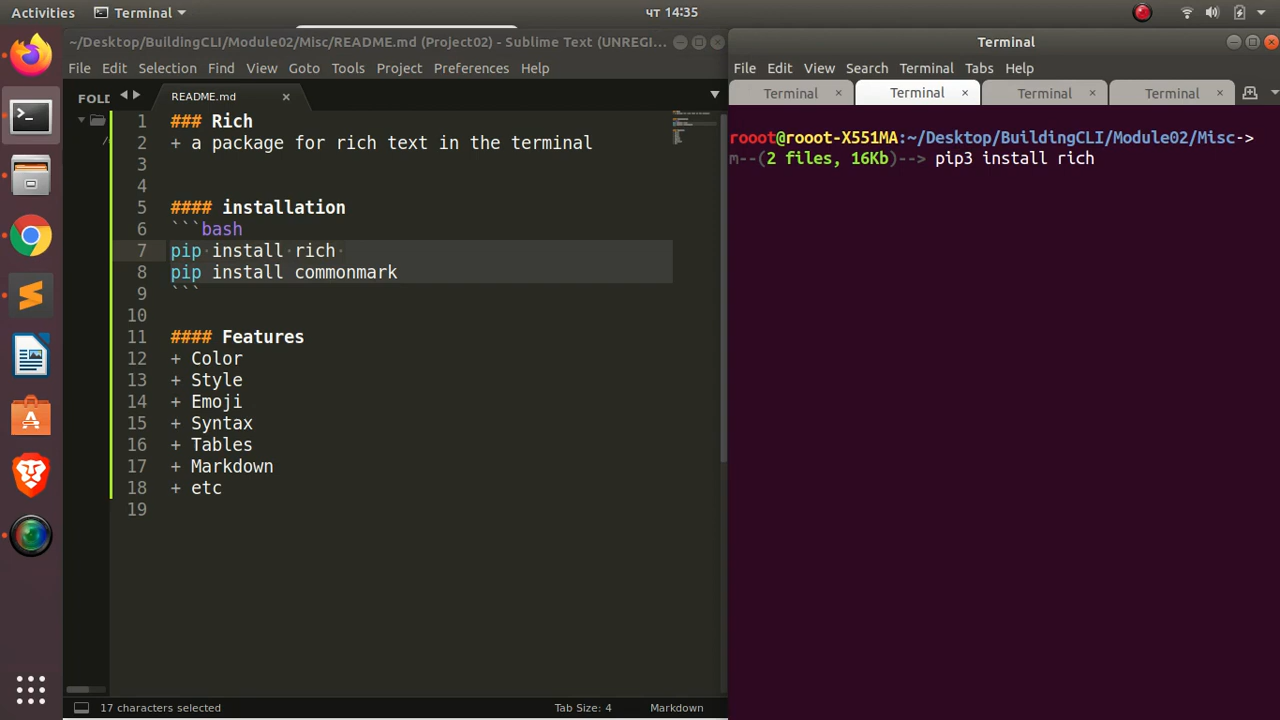 Activities
Terminal
чт 14:35
~/Desktop/BuildingCLI/Module02/Misc/README.md (Project02) - Sublime Text (UNREGI...
File Edit Selection Find View Goto Tools Project Preferences Help
FOLD
README.md
1 ### Rich
2 + a package for rich text in the terminal
3
4
5 #### installation
6 ```bash
7 pip install rich
8 pip install commonmark
9 ```
10
11 #### Features
12 + Color
13 + Style
14 + Emoji
15 + Syntax
16 + Tables
17 + Markdown
18 + etc
19
17 characters selected
Tab Size: 4
Markdown
Terminal
File Edit View Search Terminal Tabs Help
Terminal Terminal Terminal Terminal
rooot@rooot-X551MA:~/Desktop/BuildingCLI/Module02/Misc->
m--(2 files, 16Kb)--> pip3 install rich